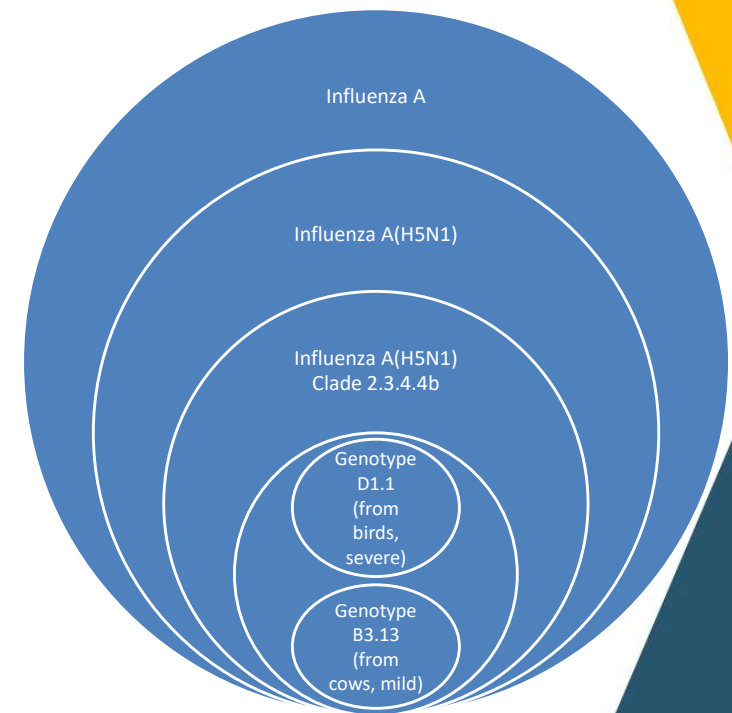 Influenza A
Influenza A(H5N1)
Influenza A(H5N1)
Clade 2.3.4.4b
Genotype
D1.1
(from
birds,
severe)
Genotype
B3.13
(from
cows, mild)